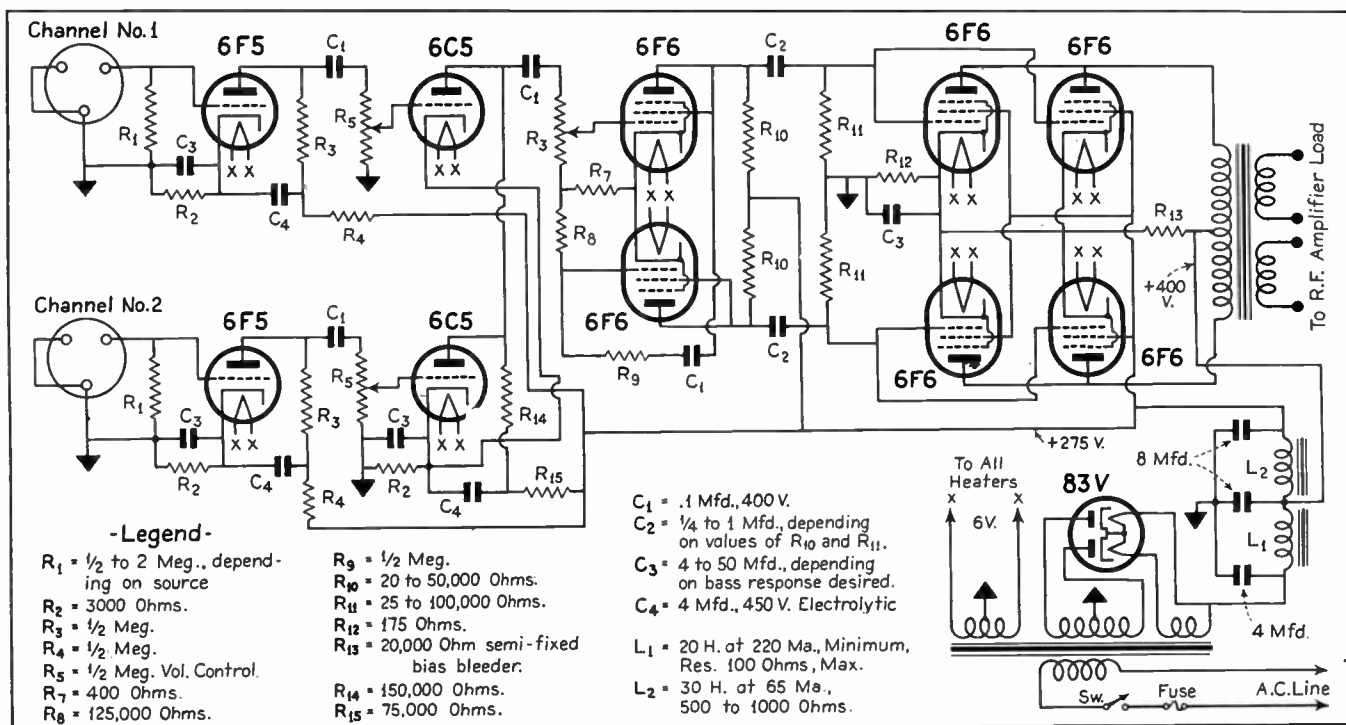 Channel No.1
6F5
C1
6C5
C1
6F6
C2
6F6
6F6
R1
C3
R2
C4
R3
R5
R4
R3
R7
R8
R10
R10
R11
R11
R12
C3
R13
+400 V.
To R.F. Amplifier Load
X X
X X
X X
X X
X X
X X
X X
X X
Channel No.2
6F5
C1
6C5
6F6
R9
C1
C2
6F6
6F6
R1
C3
R2
C4
R3
R5
R4
C3
R2
C4
R14
R15
X X
X X
+275 V.
8 Mfd.
L2
L1
4 Mfd.
To All
Heaters
X X
6V.
83V
Sw.
Fuse
A.C. Line
-Legend-
R1 = 1/2 to 2 Meg., depend-
ing on source
R2 = 3000 Ohms.
R3 = 1/2 Meg.
R4 = 1/2 Meg.
R5 = 1/2 Meg. Vol. Control.
R7 = 400 Ohms.
R8 = 125,000 Ohms.
R9 = 1/2 Meg.
R10 = 20 to 50,000 Ohms.
R11 = 25 to 100,000 Ohms.
R12 = 175 Ohms.
R13 = 20,000 Ohm semi-fixed
bias bleeder.
R14 = 150,000 Ohms.
R15 = 75,000 Ohms.
C1 = .1 Mfd., 400 V.
C2 = 1/4 to 1 Mfd., depending
on values of R10 and R11.
C3 = 4 to 50 Mfd., depending
on bass response desired.
C4 = 4 Mfd., 450 V. Electrolytic
L1 = 20 H. at 220 Ma., Minimum,
Res. 100 Ohms, Max.
L2 = 30 H. at 65 Ma.,
500 to 1000 Ohms.